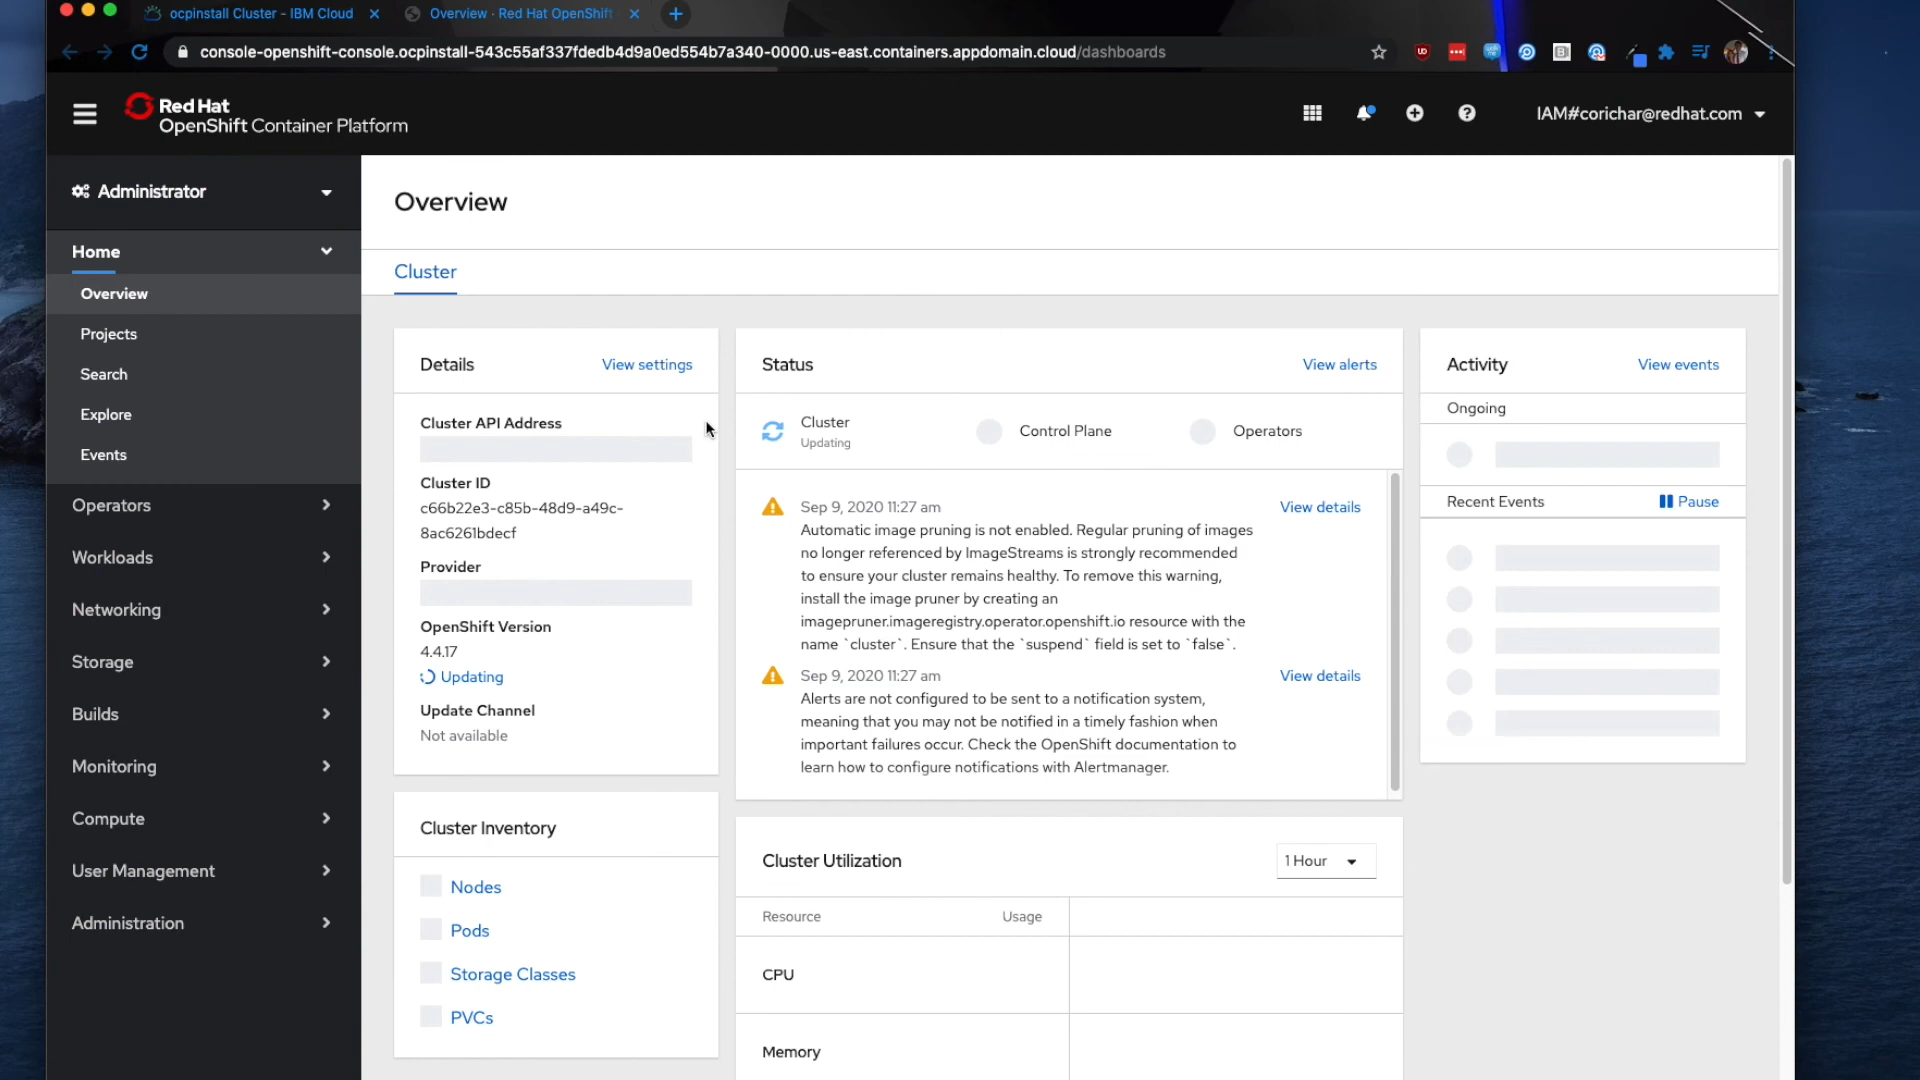 ocpinstall Cluster - IBM Cloud
Overview · Red Hat OpenShift
console-openshift-console.ocpinstall-543c55af337fdedb4d9a0ed554b7a340-0000.us-east.containers.appdomain.cloud/dashboards
Red Hat
OpenShift Container Platform
IAM#corichar@redhat.com
Administrator
Home
Overview
Projects
Search
Explore
Events
Operators
Workloads
Networking
Storage
Builds
Monitoring
Compute
User Management
Administration
Overview
Cluster
Details
View settings
Cluster API Address
Cluster ID
c66b22e3-c85b-48d9-a49c-
8ac6261bdecf
Provider
OpenShift Version
4.4.17
Updating
Update Channel
Not available
Cluster Inventory
Nodes
Pods
Storage Classes
PVCs
Status
View alerts
Cluster
Updating
Control Plane
Operators
Sep 9, 2020 11:27 am
View details
Automatic image pruning is not enabled. Regular pruning of images
no longer referenced by ImageStreams is strongly recommended
to ensure your cluster remains healthy. To remove this warning,
install the image pruner by creating an
imagepruner.imageregistry.operator.openshift.io resource with the
name `cluster`. Ensure that the `suspend` field is set to `false`.
Sep 9, 2020 11:27 am
View details
Alerts are not configured to be sent to a notification system,
meaning that you may not be notified in a timely fashion when
important failures occur. Check the OpenShift documentation to
learn how to configure notifications with Alertmanager.
Cluster Utilization
1 Hour
Resource
Usage
CPU
Memory
Activity
View events
Ongoing
Recent Events
Pause